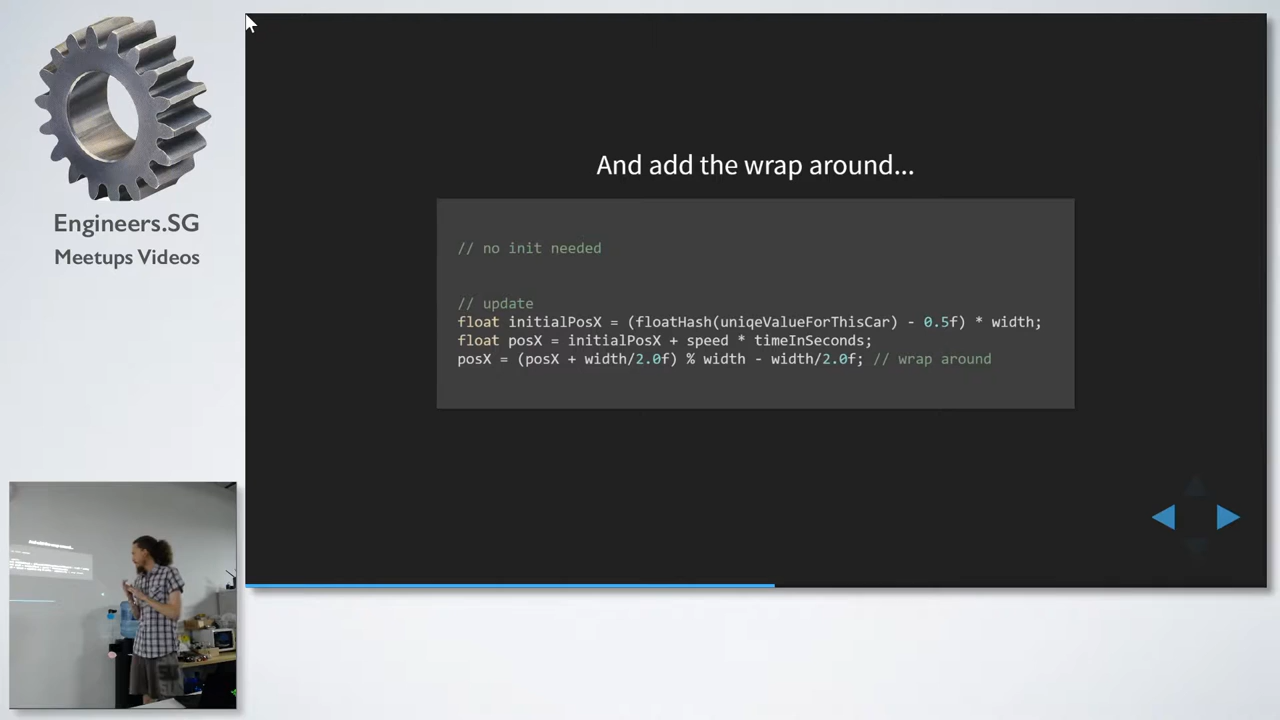 Engineers.SG
Meetups Videos
And add the wrap around...
// no init needed
// update
float initialPosX = (floatHash(uniqeValueForThisCar) - 0.5f) * width;
float posX = initialPosX + speed * timeInSeconds;
posX = (posX + width/2.0f) % width - width/2.0f; // wrap around